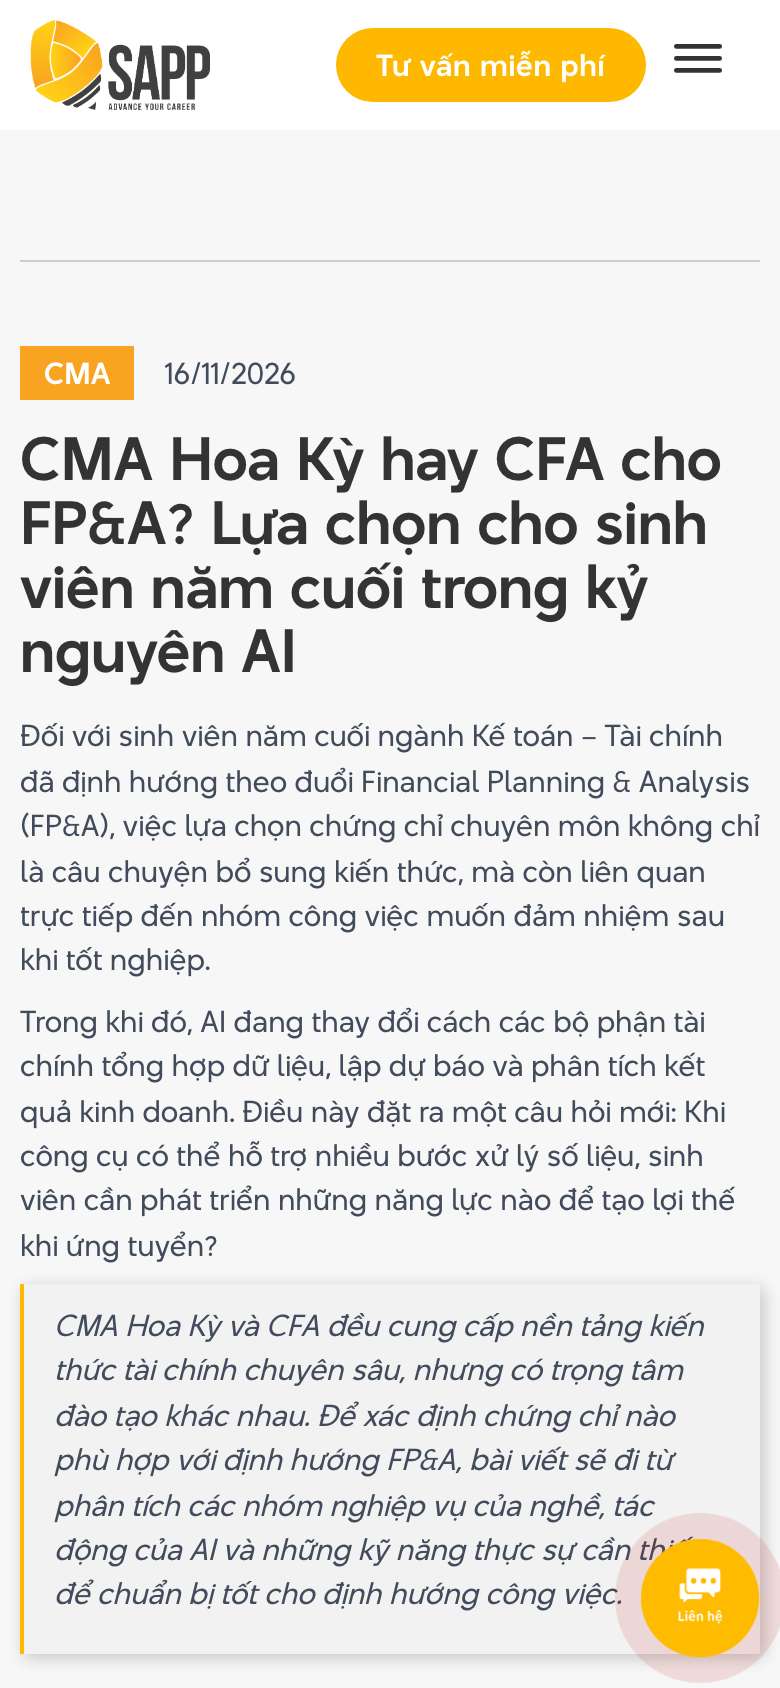 SAPP
ADVANCE YOUR CAREER
Tư vấn miễn phí
CMA
16/11/2026
CMA Hoa Kỳ hay CFA cho
FP&A? Lựa chọn cho sinh
viên năm cuối trong kỷ
nguyên AI
Đối với sinh viên năm cuối ngành Kế toán – Tài chính
đã định hướng theo đuổi Financial Planning & Analysis
(FP&A), việc lựa chọn chứng chỉ chuyên môn không chỉ
là câu chuyện bổ sung kiến thức, mà còn liên quan
trực tiếp đến nhóm công việc muốn đảm nhiệm sau
khi tốt nghiệp.
Trong khi đó, AI đang thay đổi cách các bộ phận tài
chính tổng hợp dữ liệu, lập dự báo và phân tích kết
quả kinh doanh. Điều này đặt ra một câu hỏi mới: Khi
công cụ có thể hỗ trợ nhiều bước xử lý số liệu, sinh
viên cần phát triển những năng lực nào để tạo lợi thế
khi ứng tuyển?
CMA Hoa Kỳ và CFA đều cung cấp nền tảng kiến
thức tài chính chuyên sâu, nhưng có trọng tâm
đào tạo khác nhau. Để xác định chứng chỉ nào
phù hợp với định hướng FP&A, bài viết sẽ đi từ
phân tích các nhóm nghiệp vụ của nghề, tác
động của AI và những kỹ năng thực sự cần
để chuẩn bị tốt cho định hướng công việc.
Liên hệ